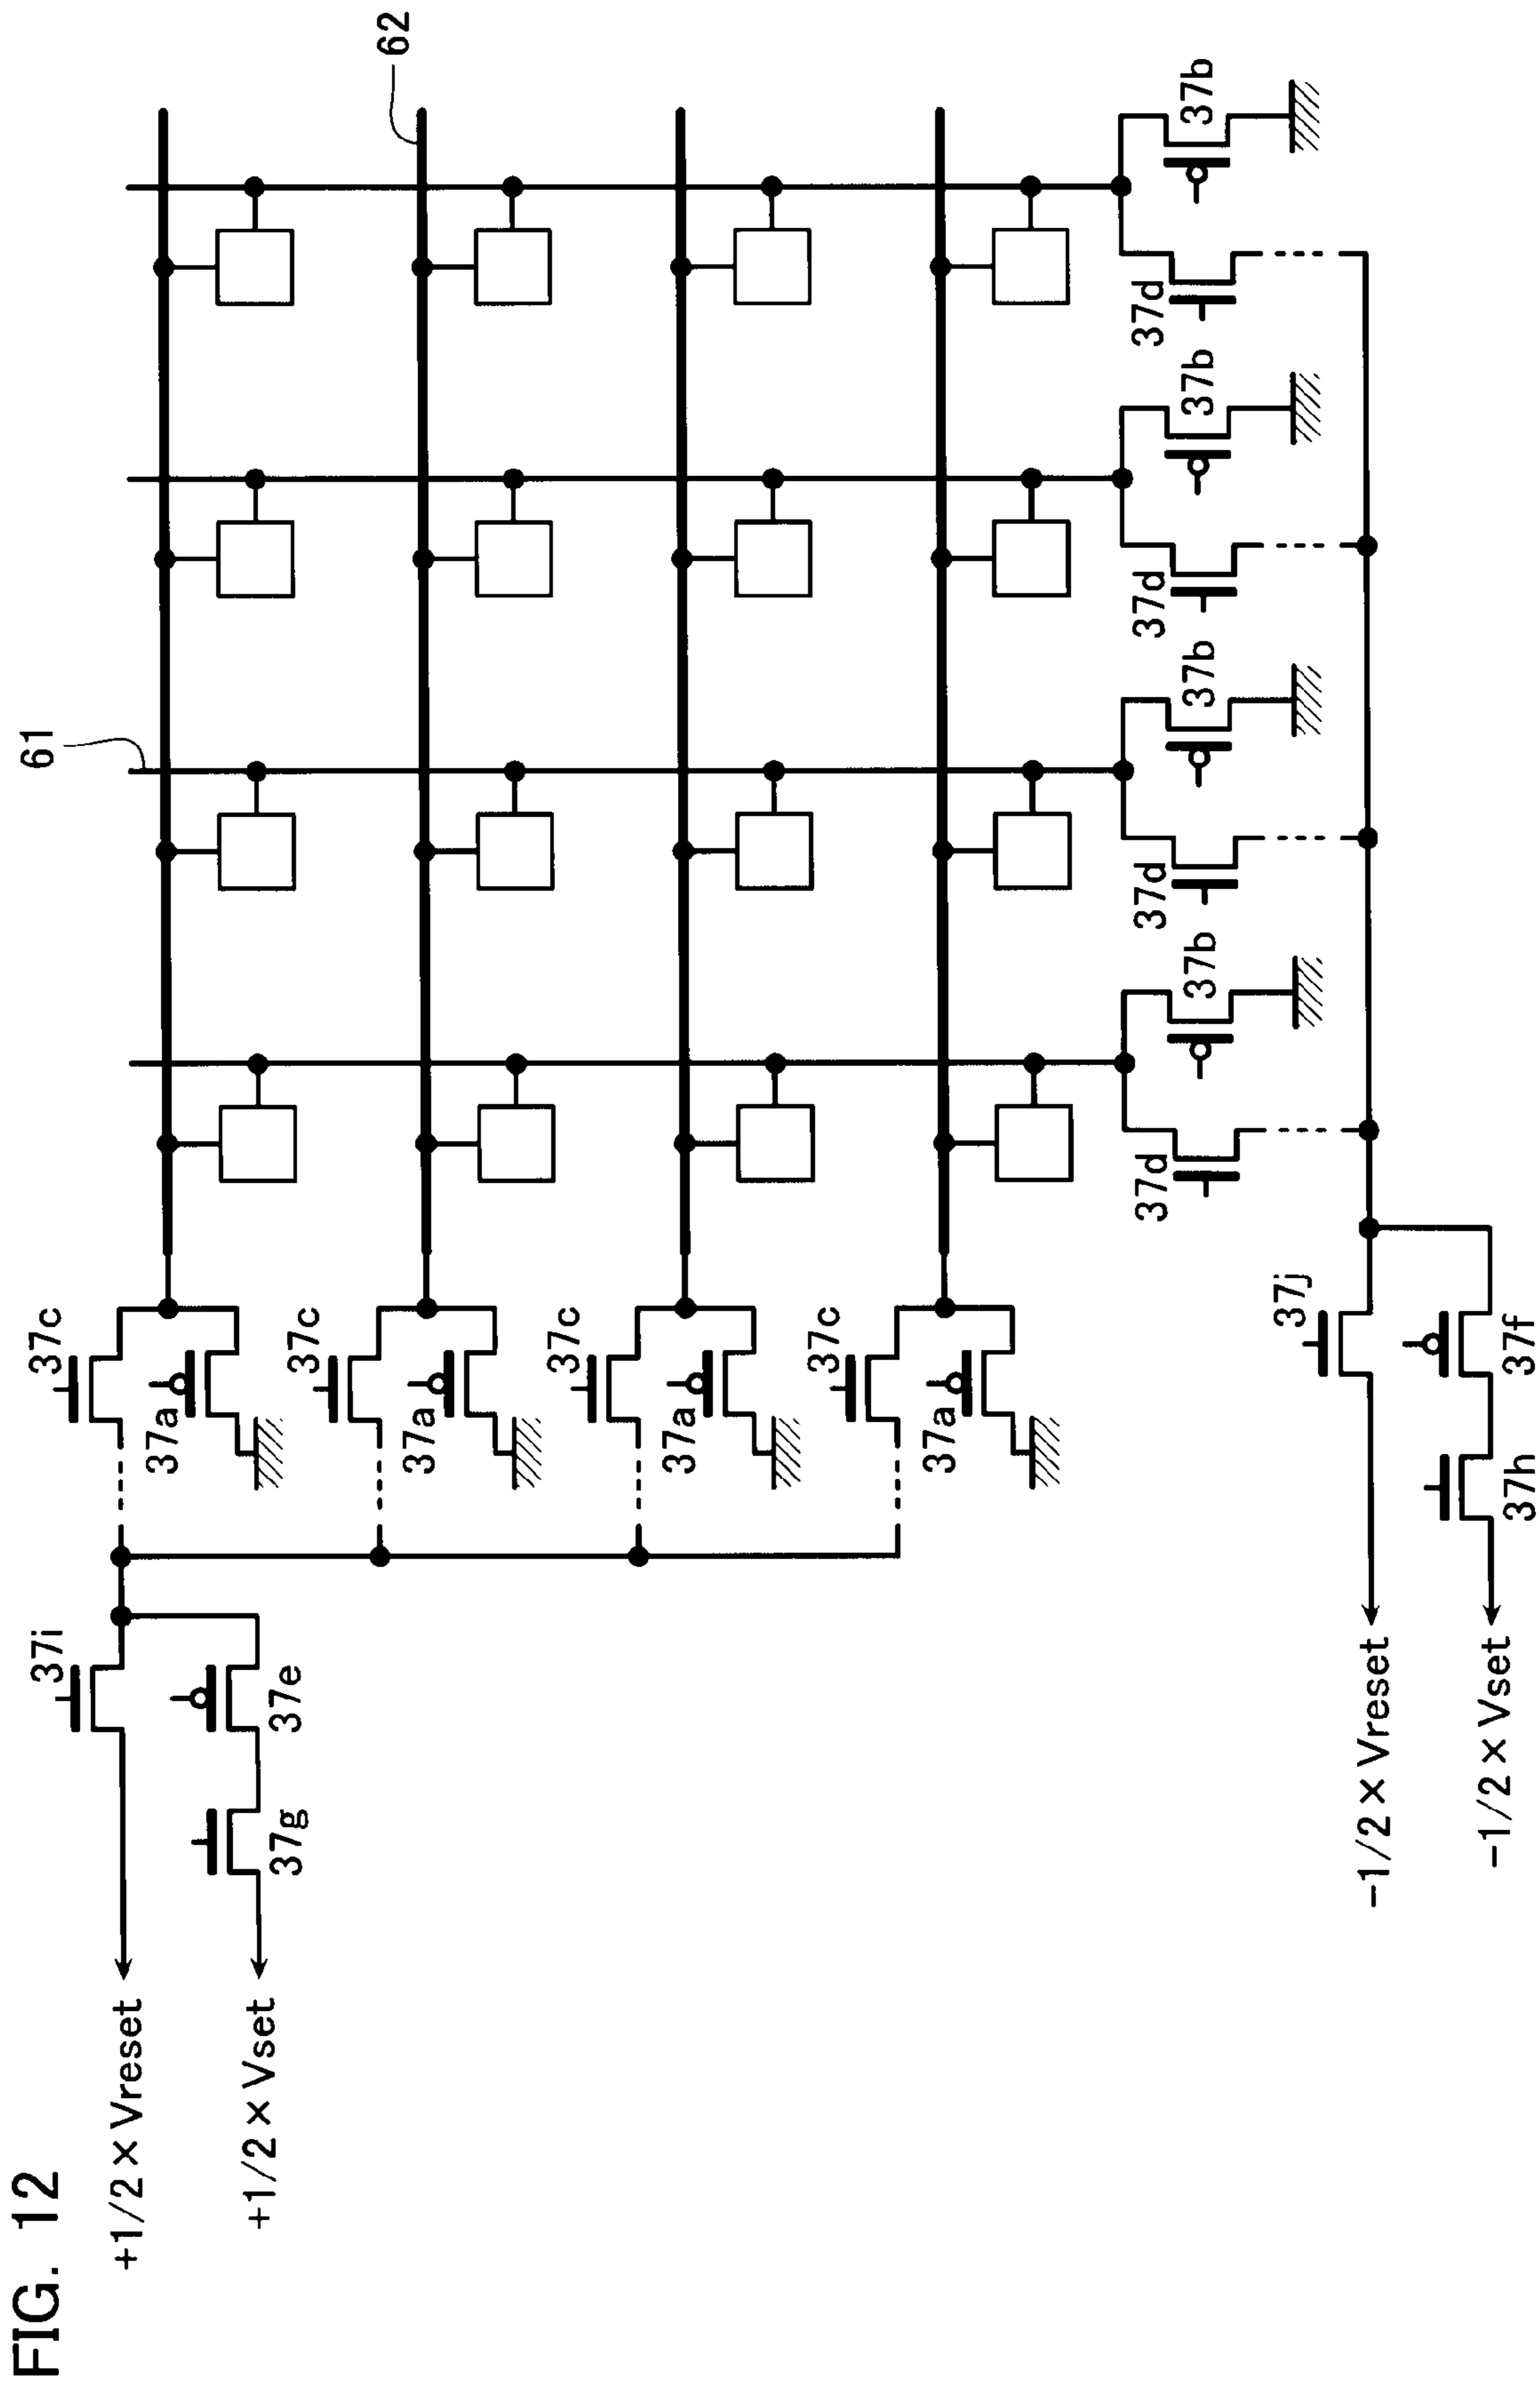 FIG. 12
61
37i
37c
+1/2×Vreset
37a
+1/2×Vset
37g
37e
37c
62
37a
37c
37a
37c
37a
37d
37b
37d
37b
37d
37b
37d
37b
37j
-1/2×Vreset
-1/2×Vset
37h
37f